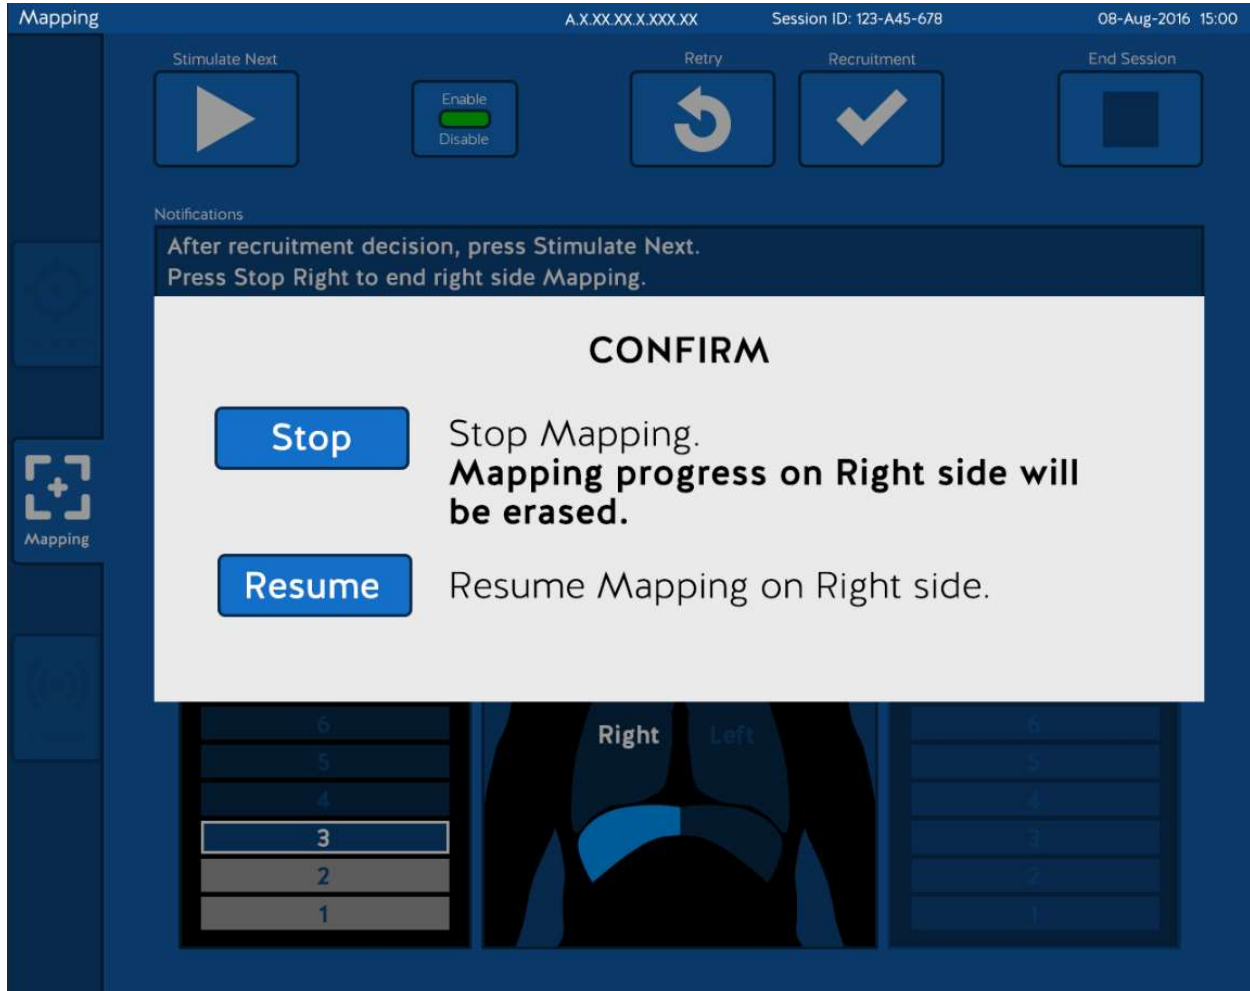 Mapping A.X.XX.XX.X.XXX.XX Session ID: 123-A45-678 08-Aug-2016 15:00
Stimulate Next Retry Recruitment End Session
Enable
Disable
Notifications
After recruitment decision, press Stimulate Next.
Press Stop Right to end right side Mapping.
CONFIRM
Stop Stop Mapping.
Mapping progress on Right side will
be erased.
Resume Resume Mapping on Right side.
Mapping
Right Left
6 6
5 5
4 4
3 3
2 2
1 1